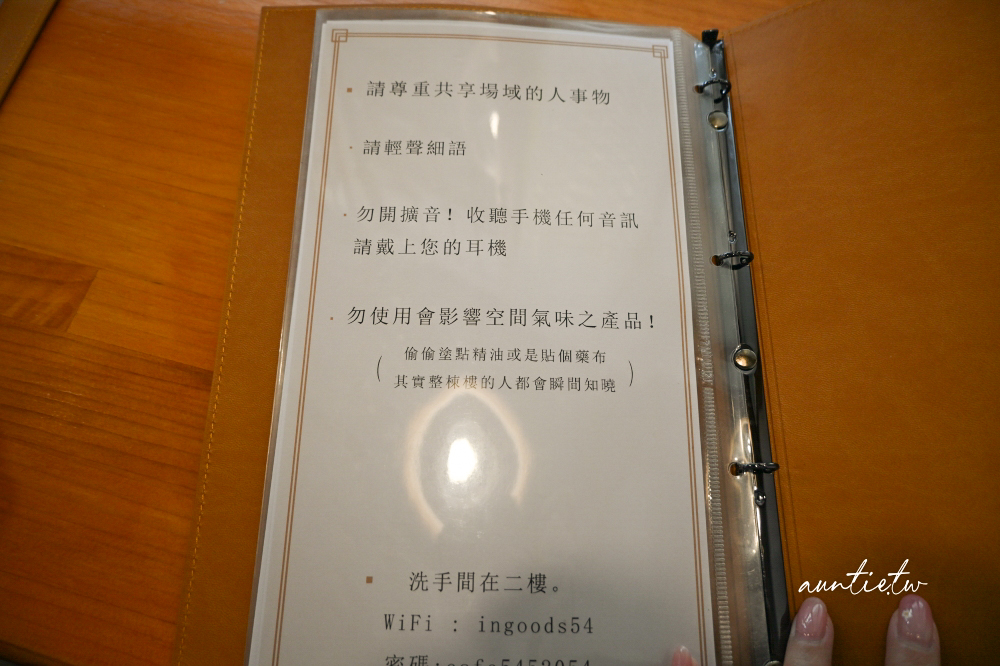 請尊重共享場域的人事物
請輕聲細語
勿開擴音！收聽手機任何音訊
請戴上您的耳機
勿使用會影響空間氣味之產品！
（偷偷塗點精油或是貼個藥布
其實整棟樓的人都會瞬間知曉）
洗手間在二樓。
WiFi : ingoods54
密碼:
auntie.tw